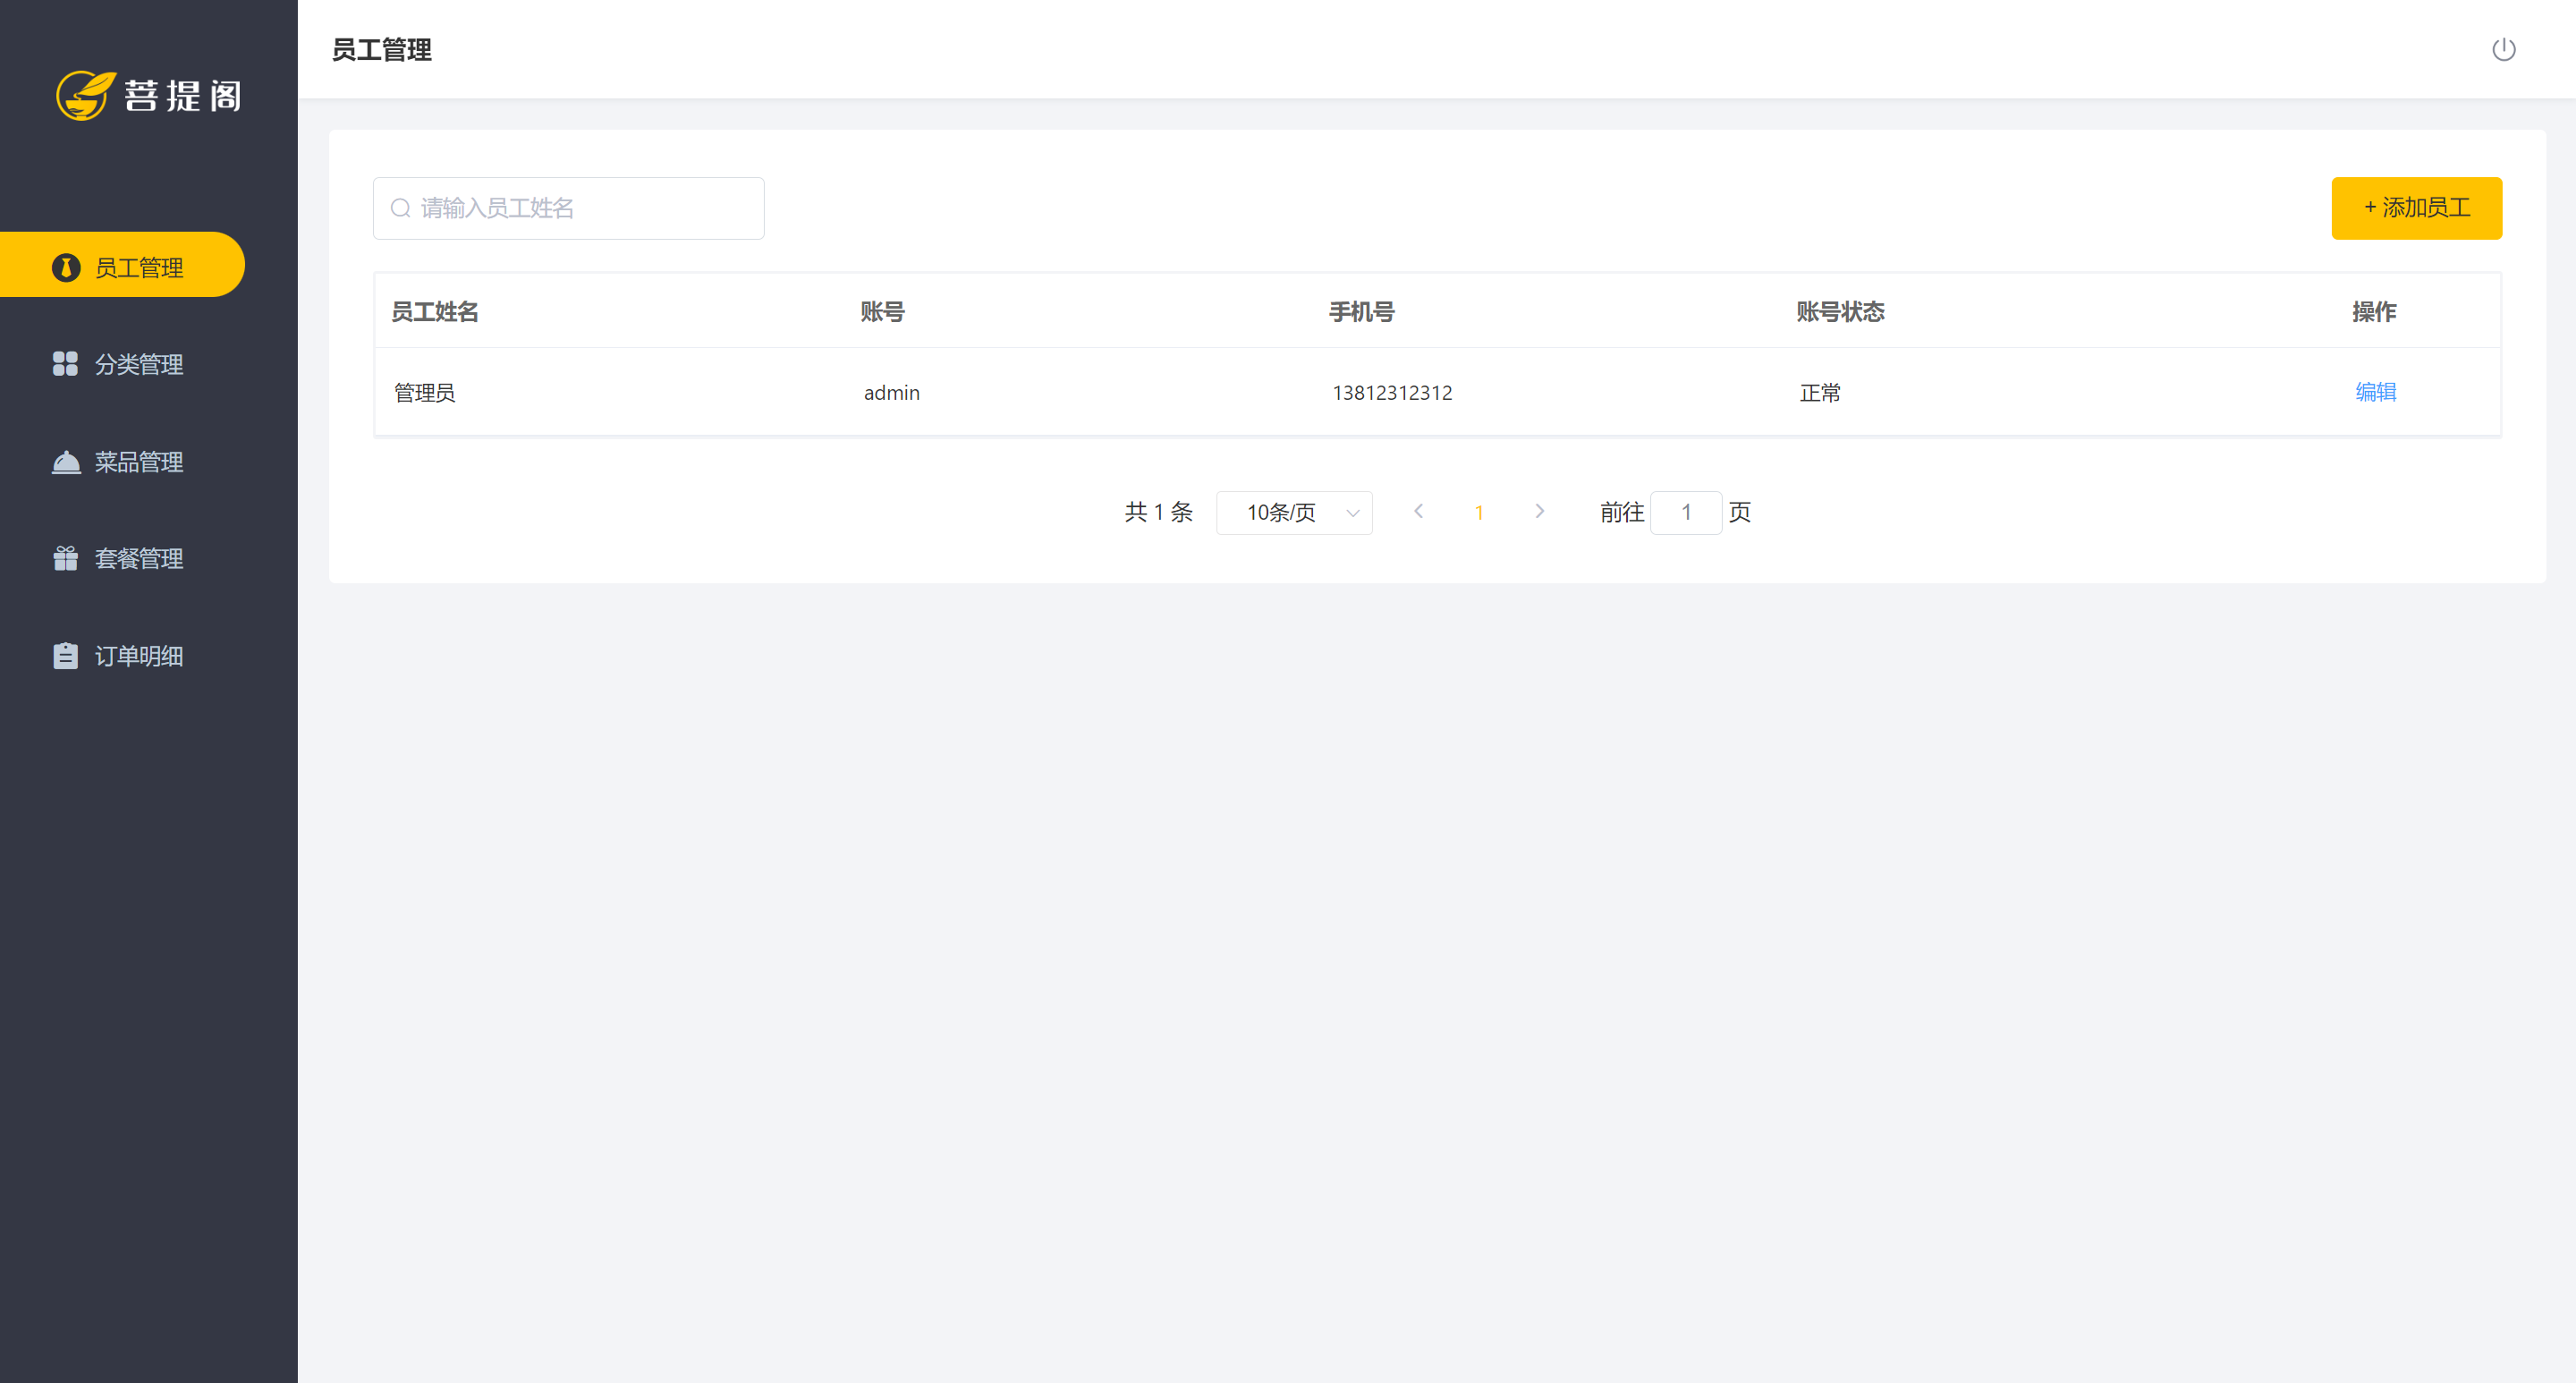 菩提阁
员工管理
分类管理
菜品管理
套餐管理
订单明细
员工管理
请输入员工姓名
+ 添加员工
员工姓名 账号 手机号 账号状态 操作
管理员 admin 13812312312 正常 编辑
共 1 条 10条/页 1 前往 1 页